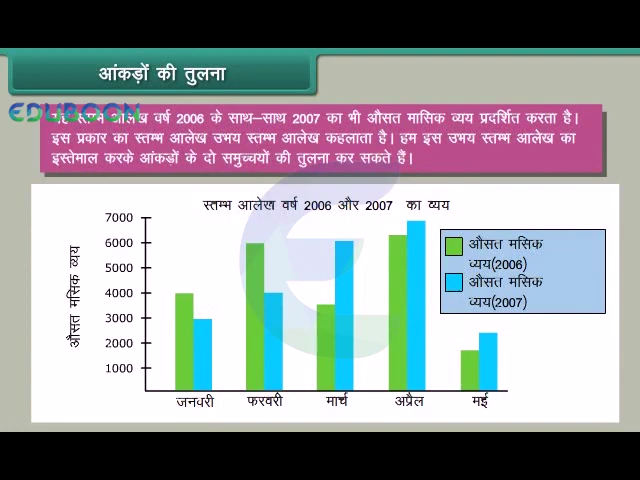 आंकड़ों की तुलना
EDUBOON
स्तम्भ आलेख वर्ष 2006 के साथ–साथ 2007 का भी औसत मासिक व्यय प्रदर्शित करता है।
इस प्रकार का स्तम्भ आलेख उभय स्तम्भ आलेख कहलाता है। हम इस उभय स्तम्भ आलेख का
इस्तेमाल करके आंकड़ों के दो समुच्चयों की तुलना कर सकते हैं।
स्तम्भ आलेख वर्ष 2006 और 2007 का व्यय
औसत मासिक व्यय
7000
6000
5000
4000
3000
2000
1000
जनवरी फरवरी मार्च अप्रैल मई
औसत मसिक
व्यय(2006)
औसत मसिक
व्यय(2007)